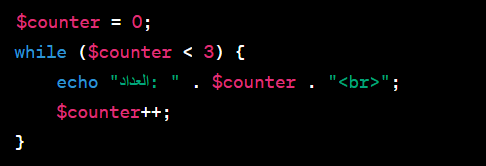 $counter = 0;
while ($counter < 3) {
    echo "العداد: " . $counter . "<br>";
    $counter++;
}